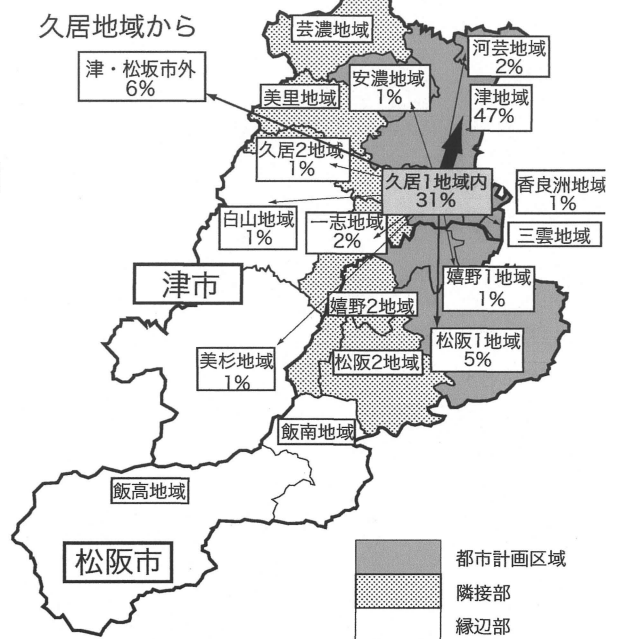 久居地域から
芸濃地域
河芸地域
2%
津・松坂市外
6%
安濃地域
1%
美里地域
津地域
47%
久居2地域
1%
久居1地域内
31%
香良洲地域
1%
白山地域
1%
一志地域
2%
三雲地域
津市
嬉野1地域
1%
嬉野2地域
松阪1地域
5%
美杉地域
1%
松阪2地域
飯南地域
飯高地域
松阪市
都市計画区域
隣接部
縁辺部